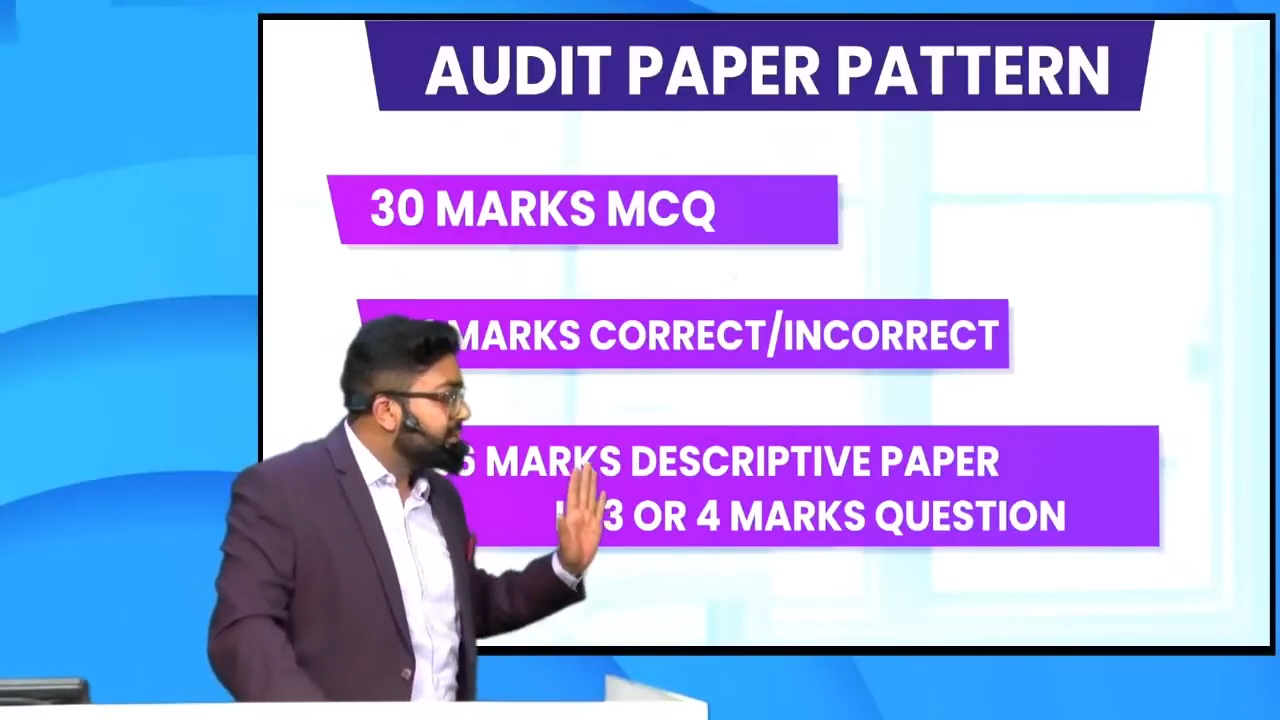 AUDIT PAPER PATTERN
30 MARKS MCQ
MARKS CORRECT/INCORRECT
MARKS DESCRIPTIVE PAPER
3 OR 4 MARKS QUESTION